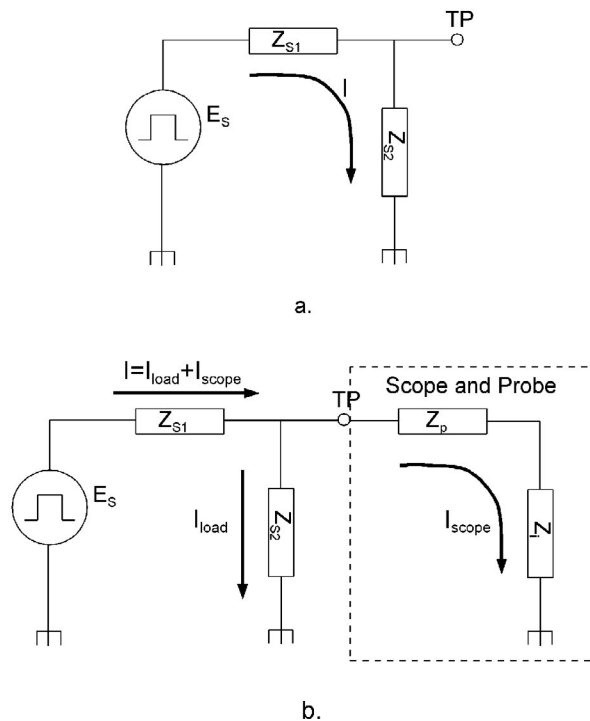 TP
Z_S1
I
E_S
Z_S2
a.
I=I_load+I_scope
Scope and Probe
TP
Z_S1
Z_p
E_S
I_load
Z_S2
I_scope
Z_i
b.